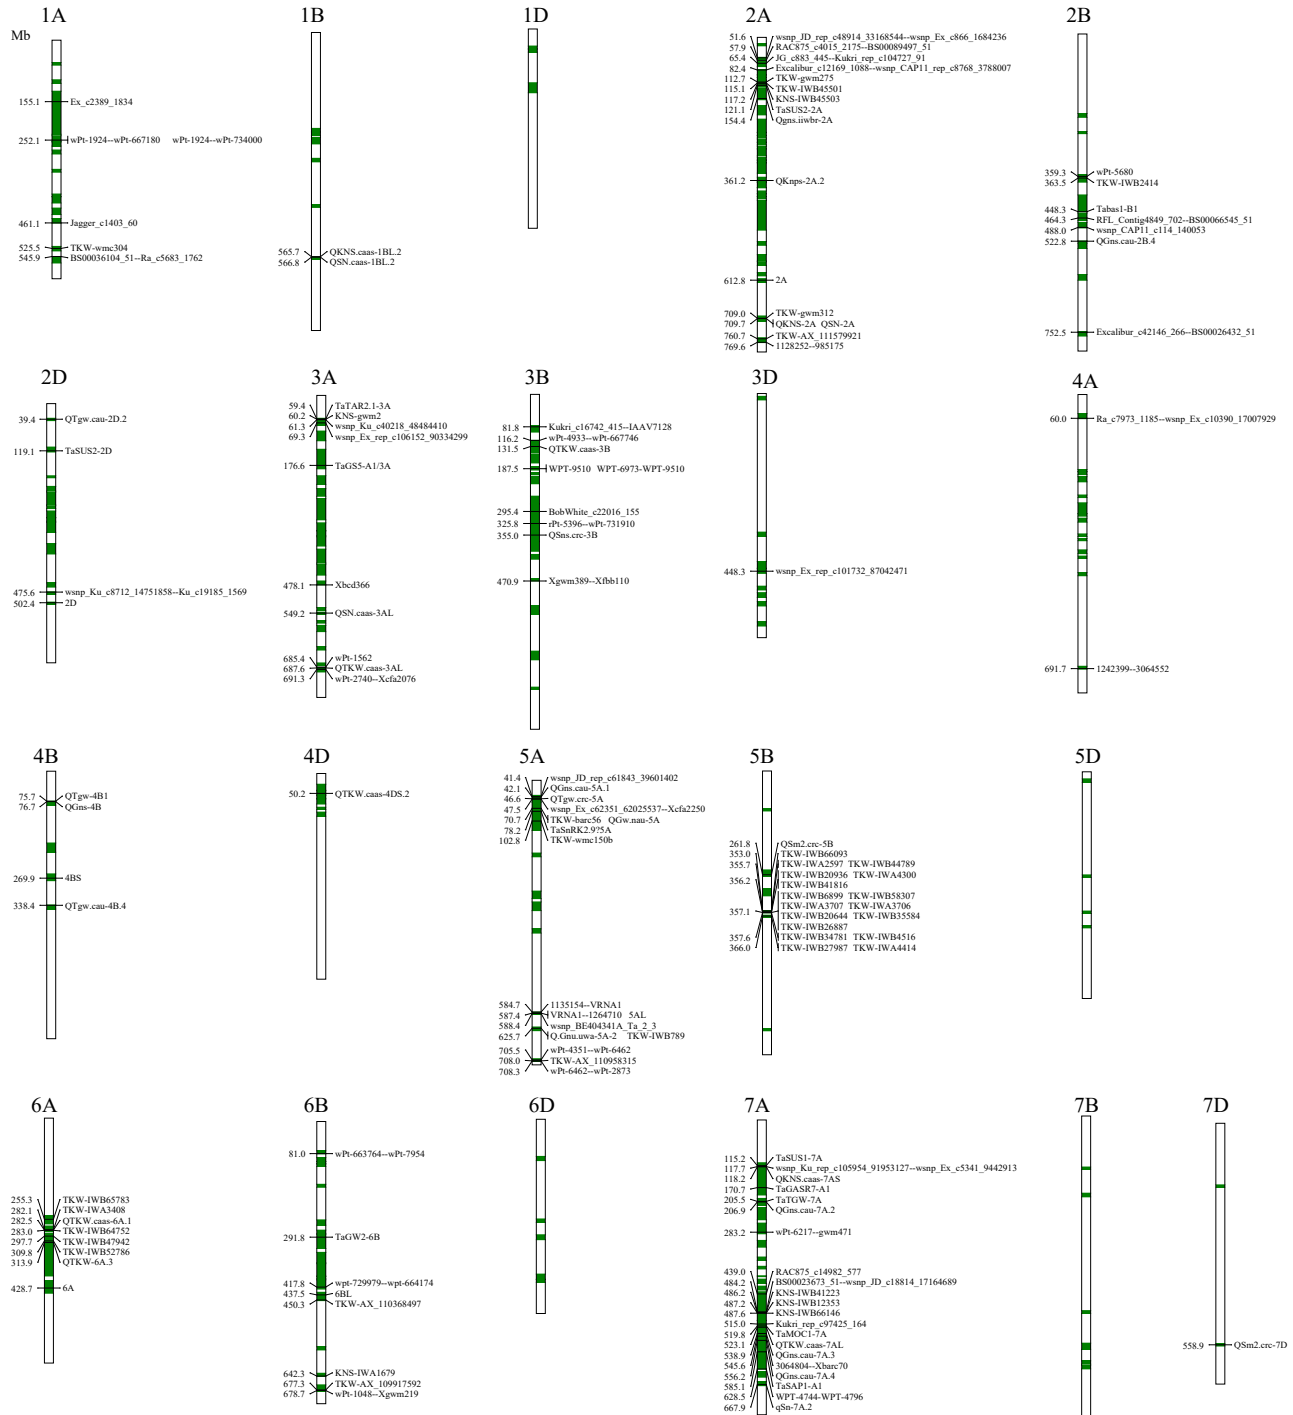 1A
Mb
155.1 Ex_c2389_1834
252.1 wPt-1924--wPt-667180 wPt-1924--wPt-734000
461.1 Jagger_c1403_60
525.5 TKW-wmc304
545.9 BS00036104_51--Ra_c5683_1762
1B
565.7 QKNS.caas-1BL.2
566.8 QSN.caas-1BL.2
1D
2A
51.6 wsnp_JD_rep_c48914_33168544--wsnp_Ex_c866_1684236
57.9 RAC875_c4015_2175--BS00089497_51
65.4 JG_c883_445--Kukri_rep_c104727_91
82.4 Excalibur_c12169_1088--wsnp_CAP11_rep_c8768_3788007
112.7 TKW-gwm275
115.1 TKW-IWB45501
117.2 KNS-IWB45503
121.1 TaSUS2-2A
154.4 Qgns.iiwbr-2A
361.2 QKnps-2A.2
612.8 2A
709.0 TKW-gwm312
709.7 QKNS-2A QSN-2A
760.7 TKW-AX_111579921
769.6 1128252--985175
2B
359.3 wPt-5680
363.5 TKW-IWB2414
448.3 Tabas1-B1
464.3 RFL_Contig4849_702--BS00066545_51
488.0 wsnp_CAP11_c114_140053
522.8 QGns.cau-2B.4
752.5 Excalibur_c42146_266--BS00026432_51
2D
39.4 QTgw.cau-2D.2
119.1 TaSUS2-2D
475.6 wsnp_Ku_c8712_14751858--Ku_c19185_1569
502.4 2D
3A
59.4 TaTAR2.1-3A
60.2 KNS-gwm2
61.3 wsnp_Ku_c40218_48484410
69.3 wsnp_Ex_rep_c106152_90334299
176.6 TaGS5-A1/3A
478.1 Xbcd366
549.2 QSN.caas-3AL
685.4 wPt-1562
687.6 QTKW.caas-3AL
691.3 wPt-2740--Xcfa2076
3B
81.8 Kukri_c16742_415--IAAV7128
116.2 wPt-4933--wPt-667746
131.5 QTKW.caas-3B
187.5 WPT-9510 WPT-6973-WPT-9510
295.4 BobWhite_c22016_155
325.8 rPt-5396--wPt-731910
355.0 QSns.crc-3B
470.9 Xgwm389--Xfbb110
3D
448.3 wsnp_Ex_rep_c101732_87042471
4A
60.0 Ra_c7973_1185--wsnp_Ex_c10390_17007929
691.7 1242399--3064552
4B
75.7 QTgw-4B1
76.7 QGns-4B
269.9 4BS
338.4 QTgw.cau-4B.4
4D
50.2 QTKW.caas-4DS.2
5A
41.4 wsnp_JD_rep_c61843_39601402
42.1 QGns.cau-5A.1
46.6 QTgw.crc-5A
47.5 wsnp_Ex_c62351_62025537--Xcfa2250
70.7 TKW-barc56 QGw.nau-5A
78.2 TaSnRK2.9?5A
102.8 TKW-wmc150b
584.7 1135154--VRNA1
587.4 VRNA1--1264710 5AL
588.4 wsnp_BE404341A_Ta_2_3
625.7 Q.Gnu.uwa-5A-2 TKW-IWB789
705.5 wPt-4351--wPt-6462
708.0 TKW-AX_110958315
708.3 wPt-6462--wPt-2873
5B
261.8 QSm2.crc-5B
353.0 TKW-IWB66093
355.7 TKW-IWA2597 TKW-IWB44789
TKW-IWB20936 TKW-IWA4300
356.2 TKW-IWB41816
TKW-IWB6899 TKW-IWB58307
TKW-IWA3707 TKW-IWA3706
357.1 TKW-IWB20644 TKW-IWB35584
TKW-IWB26887
357.6 TKW-IWB34781 TKW-IWB4516
366.0 TKW-IWB27987 TKW-IWA4414
5D
6A
255.3 TKW-IWB65783
282.1 TKW-IWA3408
282.5 QTKW.caas-6A.1
283.0 TKW-IWB64752
297.7 TKW-IWB47942
309.8 TKW-IWB52786
313.9 QTKW-6A.3
428.7 6A
6B
81.0 wPt-663764--wPt-7954
291.8 TaGW2-6B
417.8 wpt-729979--wpt-664174
437.5 6BL
450.3 TKW-AX_110368497
642.3 KNS-IWA1679
677.3 TKW-AX_109917592
678.7 wPt-1048--Xgwm219
6D
7A
115.2 TaSUS1-7A
117.7 wsnp_Ku_rep_c105954_91953127--wsnp_Ex_c5341_9442913
118.2 QKNS.caas-7AS
170.7 TaGASR7-A1
205.5 TaTGW-7A
206.9 QGns.cau-7A.2
283.2 wPt-6217--gwm471
439.0 RAC875_c14982_577
484.2 BS00023673_51--wsnp_JD_c18814_17164689
486.2 KNS-IWB41223
487.2 KNS-IWB12353
487.6 KNS-IWB66146
515.0 Kukri_rep_c97425_164
519.8 TaMOC1-7A
523.1 QTKW.caas-7AL
538.9 QGns.cau-7A.3
545.6 3064804--Xbarc70
556.2 QGns.cau-7A.4
585.1 TaSAP1-A1
628.5 WPT-4744-WPT-4796
667.9 qSn-7A.2
7B
7D
558.9 QSm2.crc-7D